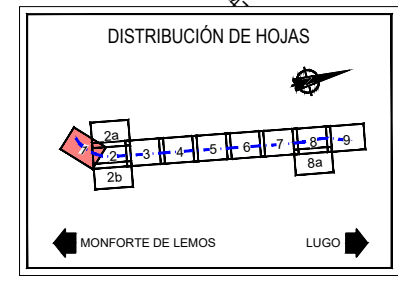 DISTRIBUCIÓN DE HOJAS
2a
1 2 3 4 5 6 7 8 9
2b
8a
MONFORTE DE LEMOS LUGO